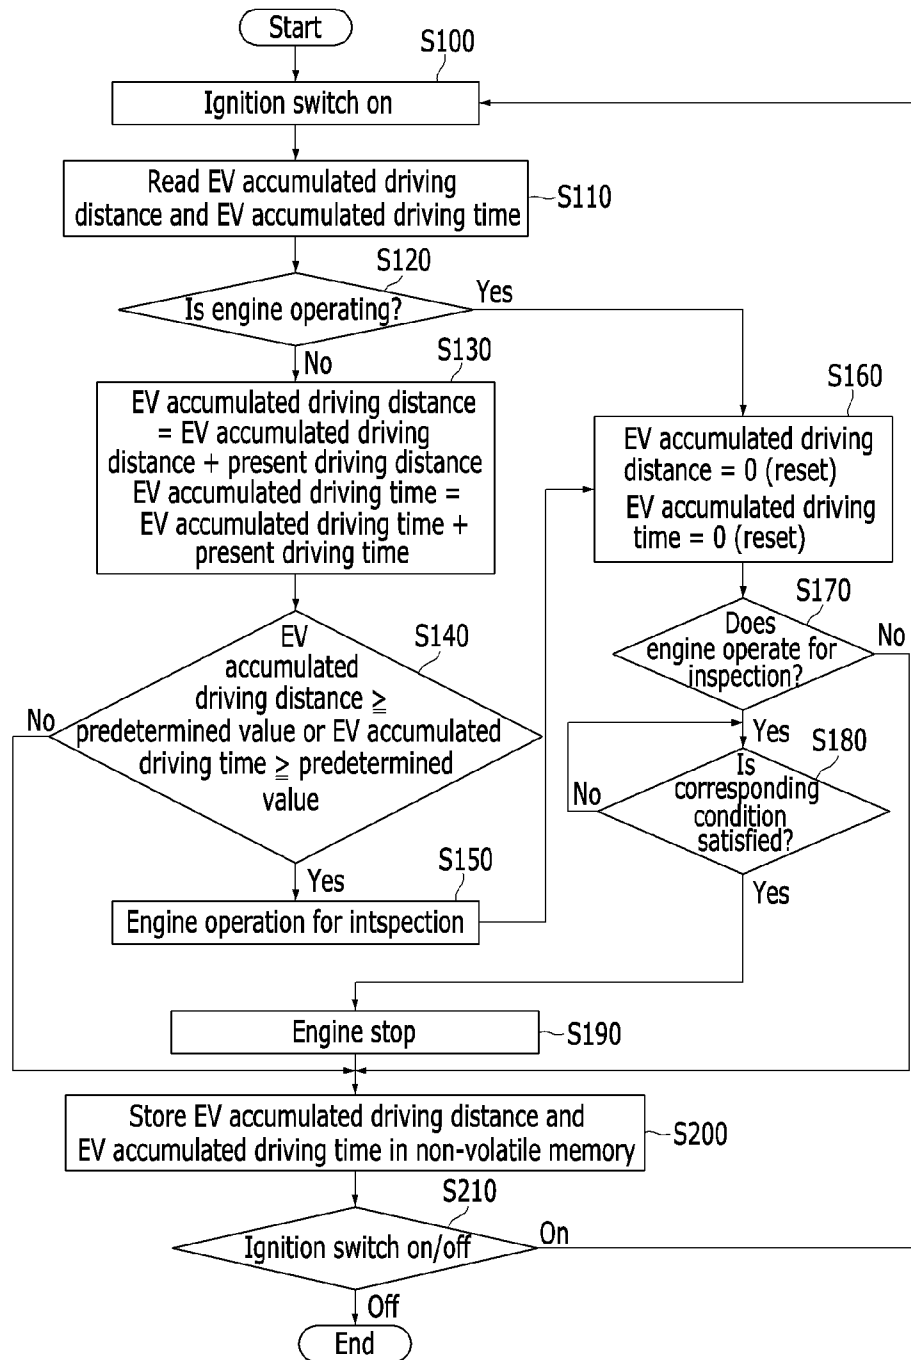 Start
S100
Ignition switch on
Read EV accumulated driving
distance and EV accumulated driving time
S110
S120
Is engine operating?
Yes
No
S130
EV accumulated driving distance
= EV accumulated driving
distance + present driving distance
EV accumulated driving time =
EV accumulated driving time +
present driving time
S160
EV accumulated driving
distance = 0 (reset)
EV accumulated driving
time = 0 (reset)
S140
EV
accumulated
driving distance ≧
predetermined value or EV accumulated
driving time ≧ predetermined
value
No
Yes
S150
Engine operation for intspection
S170
Does
engine operate for
inspection?
No
Yes
S180
Is
corresponding
condition
satisfied?
No
Yes
Engine stop
S190
Store EV accumulated driving distance and
EV accumulated driving time in non-volatile memory
S200
S210
Ignition switch on/off
On
Off
End